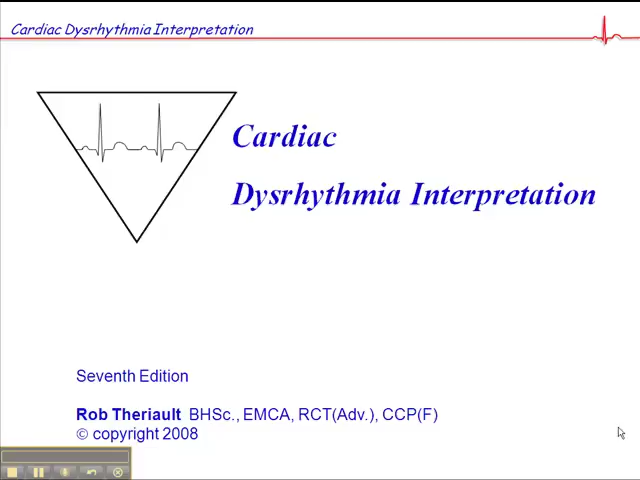 Cardiac Dysrhythmia Interpretation
Cardiac
Dysrhythmia Interpretation
Seventh Edition
Rob Theriault BHSc., EMCA, RCT(Adv.), CCP(F)
© copyright 2008